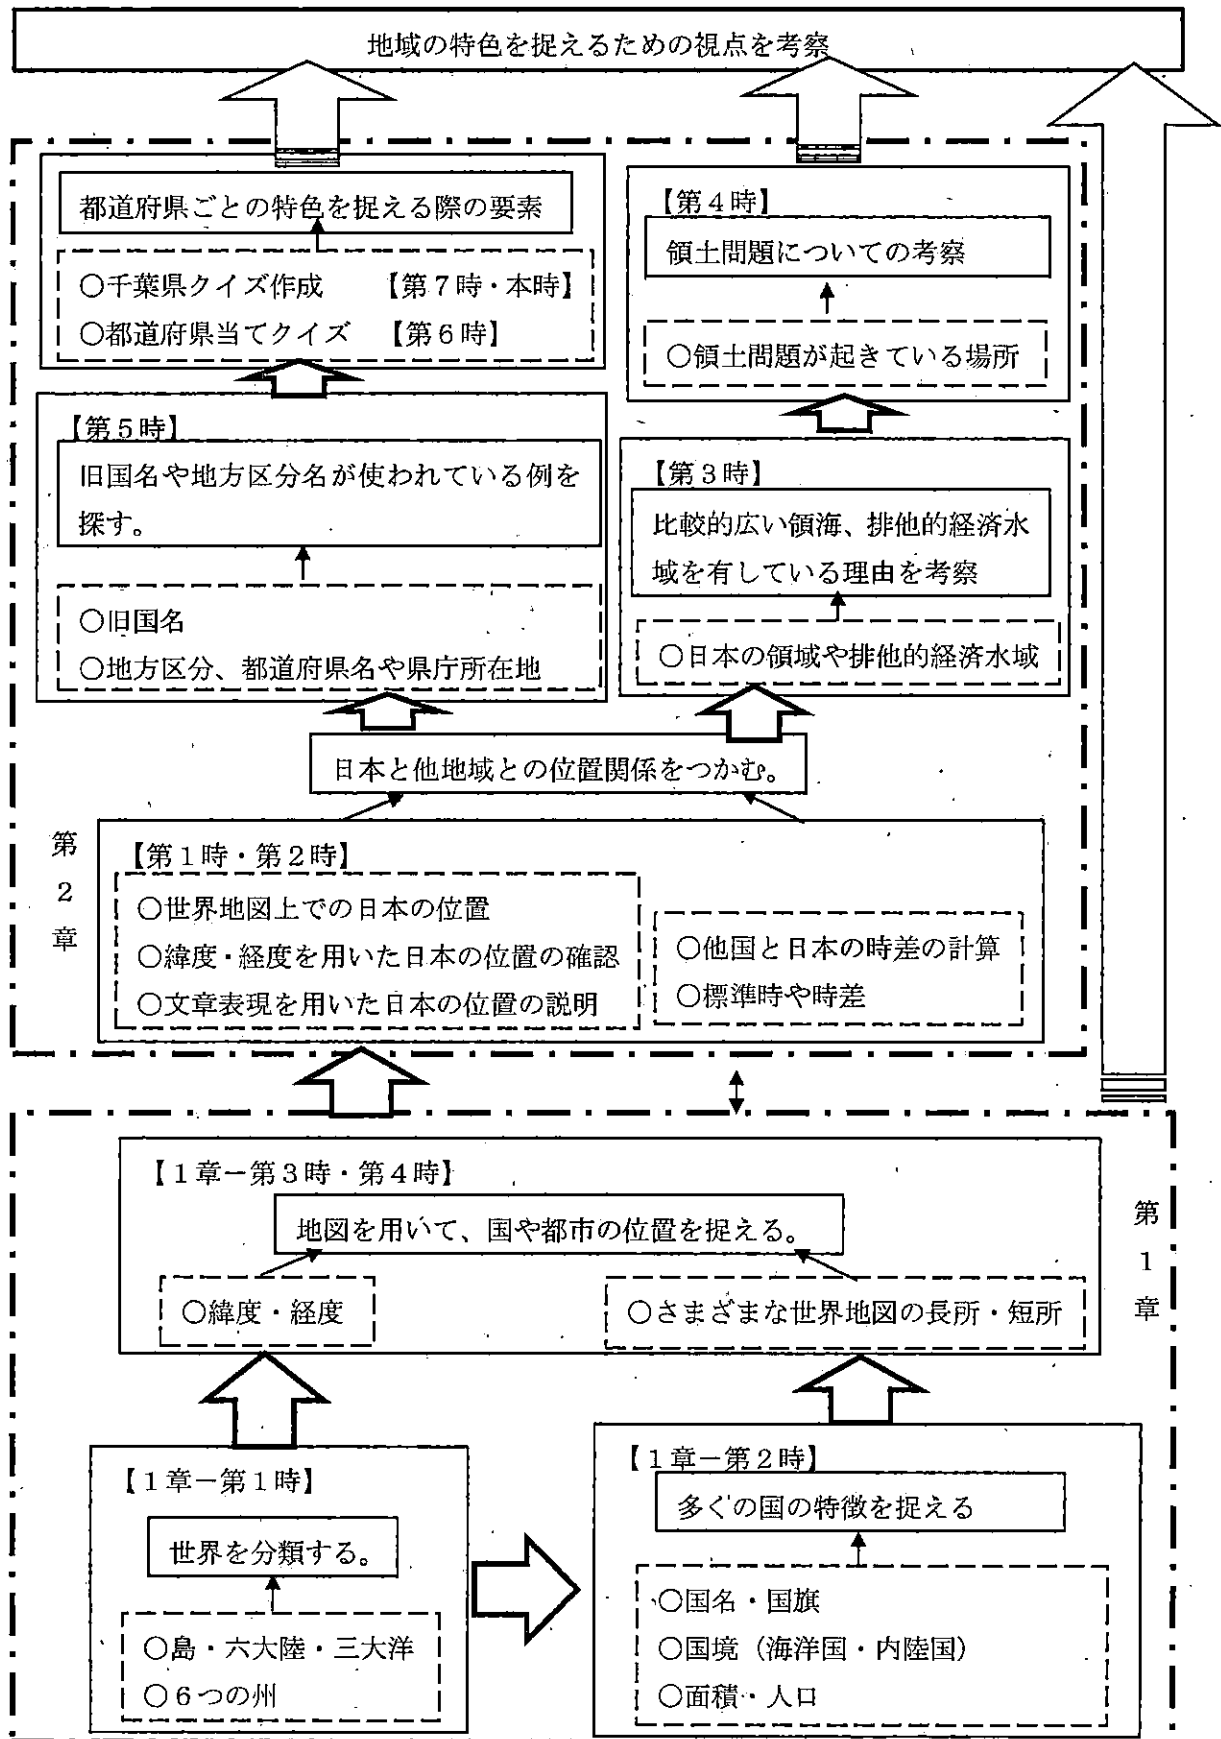 地域の特色を捉えるための視点を考察
都道府県ごとの特色を捉える際の要素
○千葉県クイズ作成　【第7時・本時】
○都道府県当てクイズ　【第6時】
【第4時】
領土問題についての考察
○領土問題が起きている場所
【第5時】
旧国名や地方区分名が使われている例を
探す。
○旧国名
○地方区分、都道府県名や県庁所在地
【第3時】
比較的広い領海、排他的経済水
域を有している理由を考察
○日本の領域や排他的経済水域
日本と他地域との位置関係をつかむ。
第
2
章
【第1時・第2時】
○世界地図上での日本の位置
○緯度・経度を用いた日本の位置の確認
○文章表現を用いた日本の位置の説明
○他国と日本の時差の計算
○標準時や時差
【1章－第3時・第4時】
地図を用いて、国や都市の位置を捉える。
○緯度・経度
○さまざまな世界地図の長所・短所
第
1
章
【1章－第1時】
世界を分類する。
○島・六大陸・三大洋
○6つの州
【1章－第2時】
多くの国の特徴を捉える
○国名・国旗
○国境（海洋国・内陸国）
○面積・人口